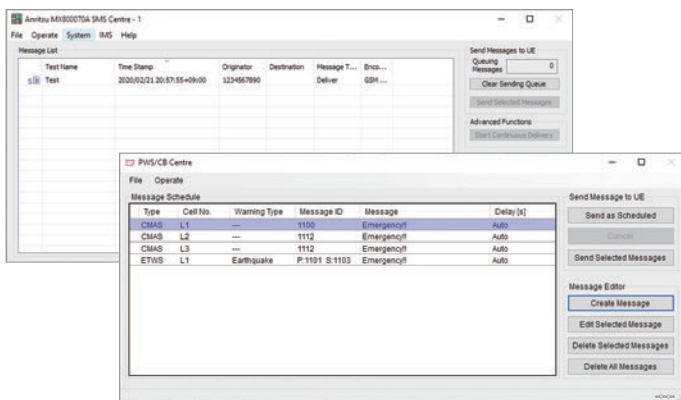 Anritsu MX800070A SMS Centre - 1
File Operate System IMS Help
Message List
Test Name Time Stamp Originator Destination Message T... Enco...
Test 2020/02/21 20:57:55+09:00 1234567890 Deliver GSM ...
Send Messages to UE
Queuing Messages 0
Clear Sending Queue
Send Selected Messages
Advanced Functions
Start Continuous Delivery
PWS/CB Centre
File Operate
Message Schedule
Type Cell No. Warning Type Message ID Message Delay [s]
CMAS L1 --- 1100 Emergency!! Auto
CMAS L2 --- 1112 Emergency!! Auto
CMAS L3 --- 1112 Emergency!! Auto
ETWS L1 Earthquake P:1101 S:1103 Emergency!! Auto
Send Message to UE
Send as Scheduled
Cancel
Send Selected Messages
Message Editor
Create Message
Edit Selected Message
Delete Selected Messages
Delete All Messages
--:--:--